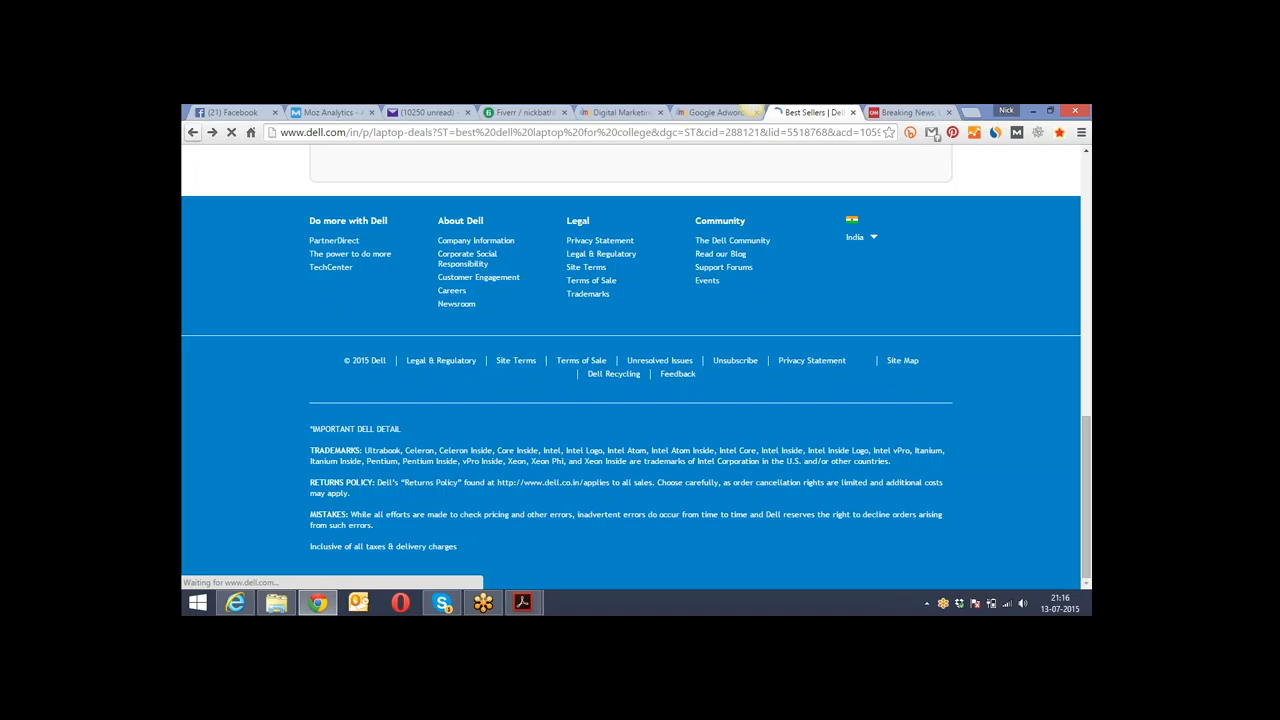 (21) Facebook
Moz Analytics -
(10250 unread)
Fiverr / nickbath
Digital Marketin
Google Adword
Best Sellers | Dell
Breaking News,
Nick
www.dell.com/in/p/laptop-deals?ST=best%20dell%20laptop%20for%20college&dgc=ST&cid=288121&lid=5518768&acd=1059
Do more with Dell
PartnerDirect
The power to do more
TechCenter
About Dell
Company Information
Corporate Social
Responsibility
Customer Engagement
Careers
Newsroom
Legal
Privacy Statement
Legal & Regulatory
Site Terms
Terms of Sale
Trademarks
Community
The Dell Community
Read our Blog
Support Forums
Events
India
© 2015 Dell | Legal & Regulatory | Site Terms | Terms of Sale | Unresolved Issues | Unsubscribe | Privacy Statement | Site Map
| Dell Recycling | Feedback
*IMPORTANT DELL DETAIL
TRADEMARKS: Ultrabook, Celeron, Celeron Inside, Core Inside, Intel, Intel Logo, Intel Atom, Intel Atom Inside, Intel Core, Intel Inside, Intel Inside Logo, Intel vPro, Itanium,
Itanium Inside, Pentium, Pentium Inside, vPro Inside, Xeon, Xeon Phi, and Xeon Inside are trademarks of Intel Corporation in the U.S. and/or other countries.
RETURNS POLICY: Dell's “Returns Policy” found at http://www.dell.co.in/applies to all sales. Choose carefully, as order cancellation rights are limited and additional costs
may apply.
MISTAKES: While all efforts are made to check pricing and other errors, inadvertent errors do occur from time to time and Dell reserves the right to decline orders arising
from such errors.
Inclusive of all taxes & delivery charges
Waiting for www.dell.com...
21:16
13-07-2015